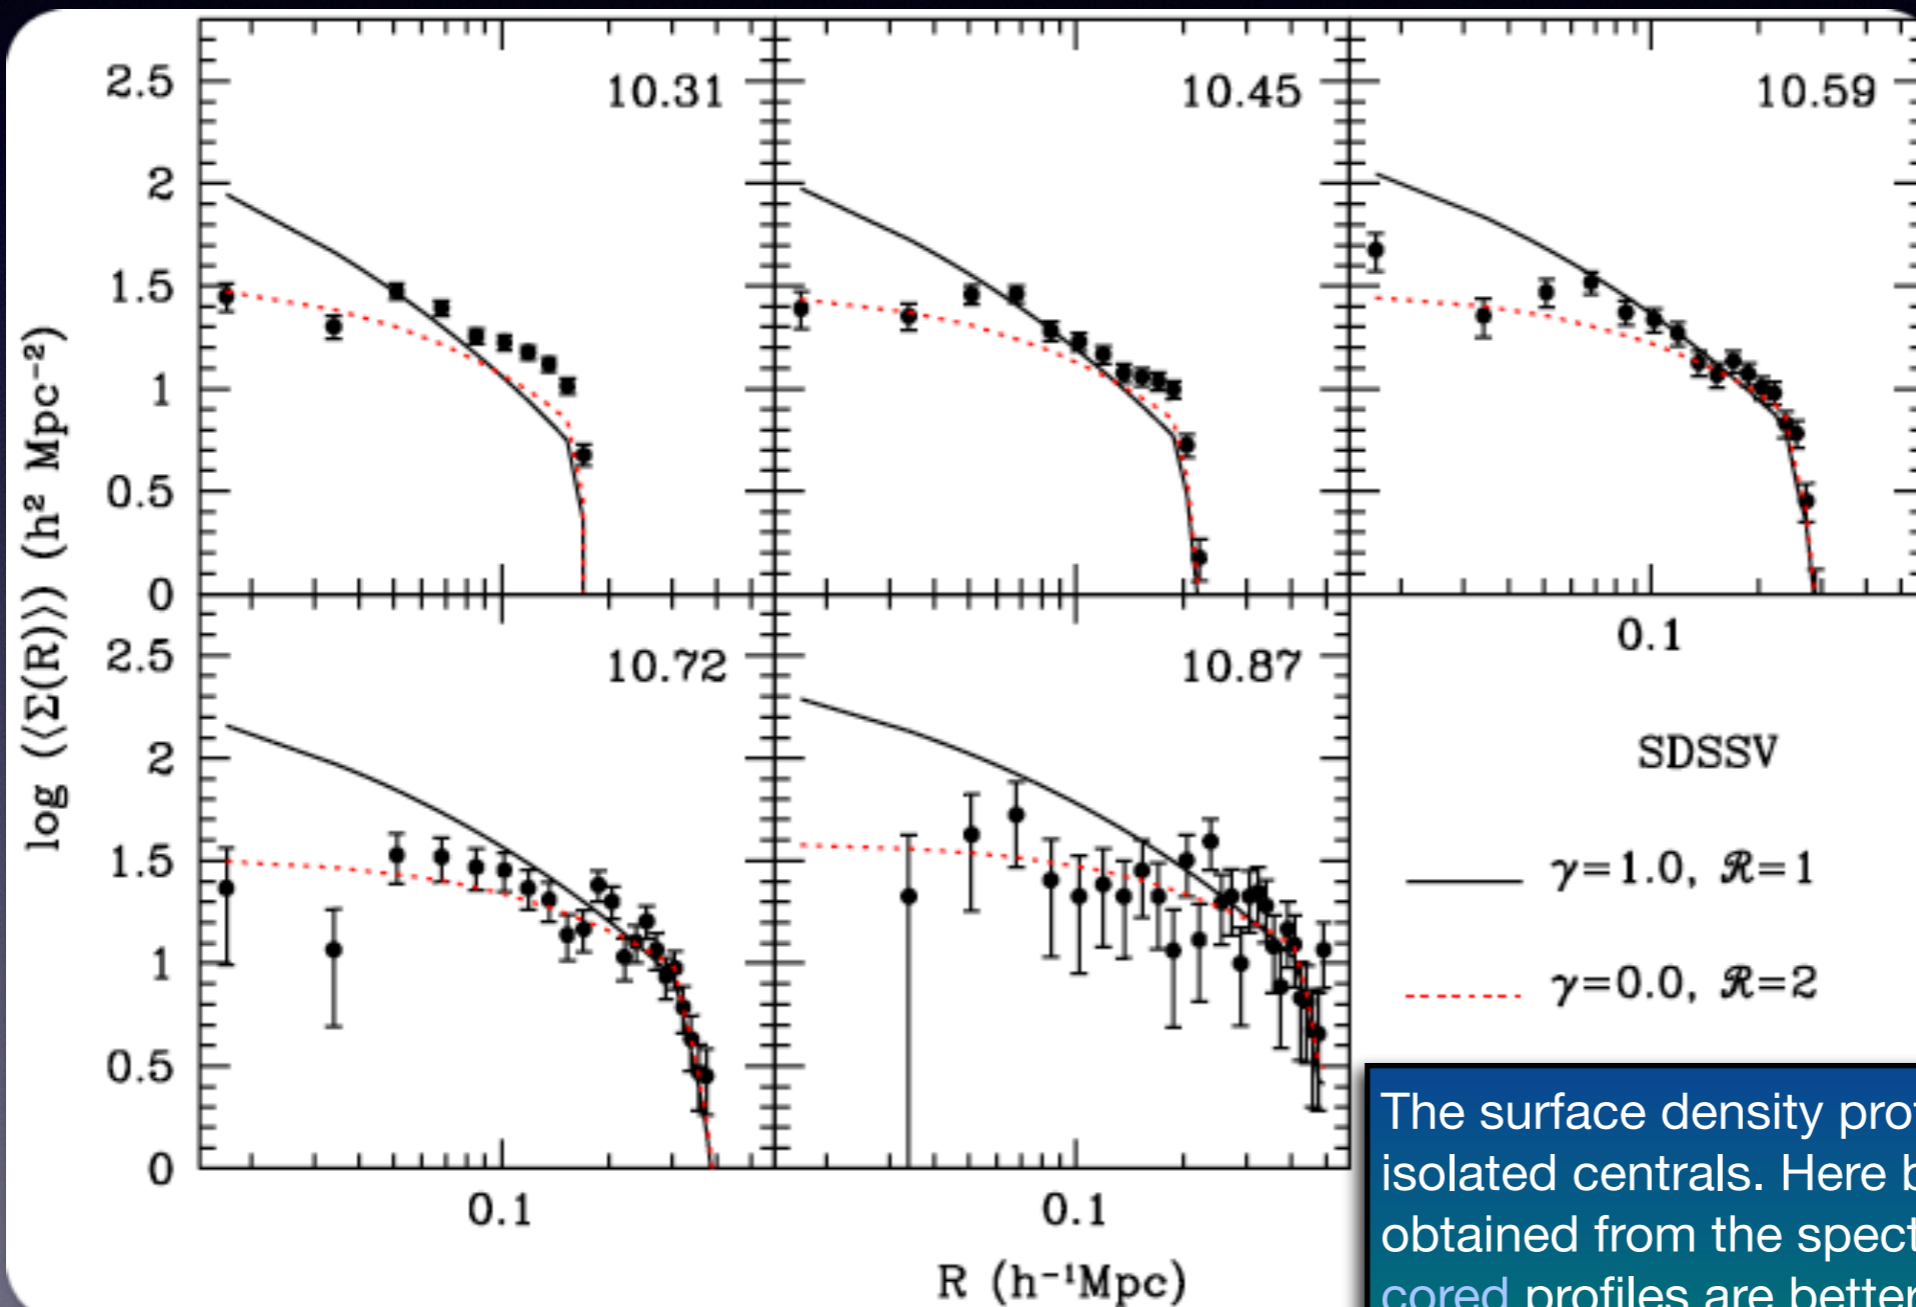 10.31
10.45
10.59
2.5
2
1.5
1
0.5
0
log (⟨⟨Σ(R)⟩⟩) (h² Mpc⁻²)
0.1
10.72
10.87
2.5
2
1.5
1
0.5
0
0.1
0.1
R (h⁻¹Mpc)
SDSSV
γ=1.0, ℛ=1
γ=0.0, ℛ=2
The surface density
isolated centrals. Here
obtained from the
cored profiles are better